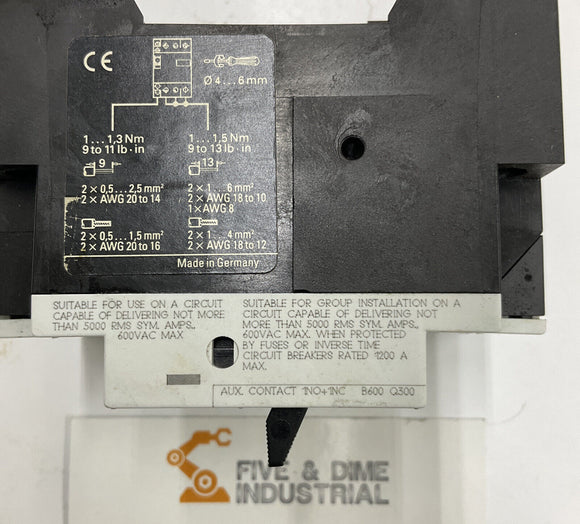 CE
Ø 4...6 mm
1...1,3 Nm
9 to 11 lb·in
1...1,5 Nm
9 to 13 lb·in
9
13
2 × 0,5...2,5 mm²
2 × AWG 20 to 14
2 × 1...6 mm²
2 × AWG 18 to 10
1 × AWG 8
2 × 0,5...1,5 mm²
2 × AWG 20 to 16
2 × 1...4 mm²
2 × AWG 18 to 12
Made in Germany
SUITABLE FOR USE ON A CIRCUIT
CAPABLE OF DELIVERING NOT MORE
THAN 5000 RMS SYM. AMPS.,
600VAC MAX.
SUITABLE FOR GROUP INSTALLATION ON A
CIRCUIT CAPABLE OF DELIVERING NOT
MORE THAN 5000 RMS SYM. AMPS.,
600VAC MAX. WHEN PROTECTED
BY FUSES OR INVERSE TIME
CIRCUIT BREAKERS RATED 1200 A
MAX.
AUX. CONTACT 1NO+1NC B600 Q300
FIVE & DIME
INDUSTRIAL